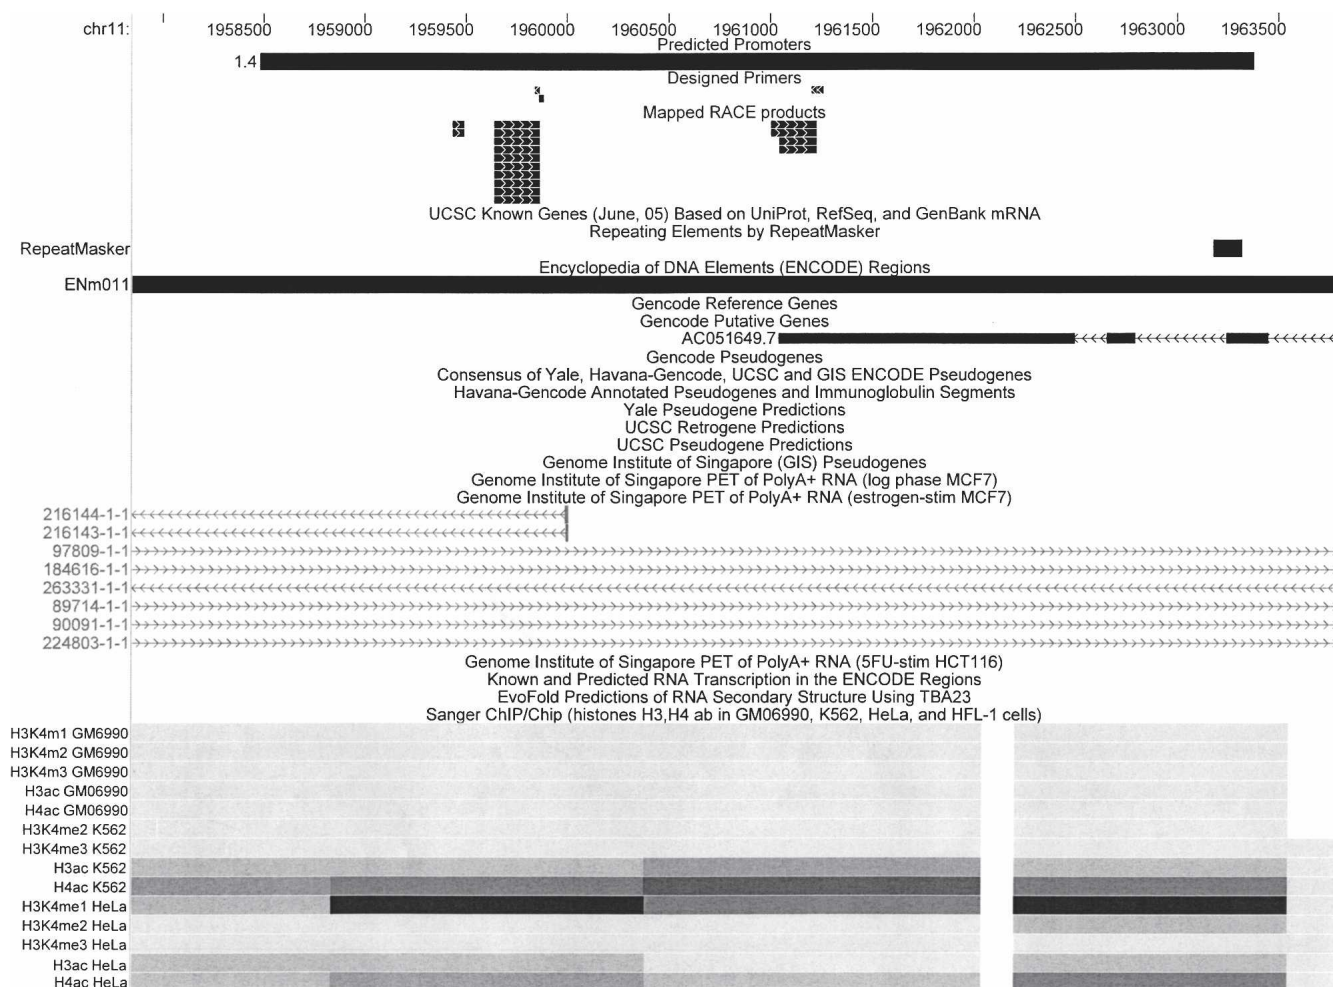 chr11: 1958500 1959000 1959500 1960000 1960500 1961000 1961500 1962000 1962500 1963000 1963500
Predicted Promoters
1.4
Designed Primers
Mapped RACE products
UCSC Known Genes (June, 05) Based on UniProt, RefSeq, and GenBank mRNA
Repeating Elements by RepeatMasker
RepeatMasker
Encyclopedia of DNA Elements (ENCODE) Regions
ENm011
Gencode Reference Genes
Gencode Putative Genes
AC051649.7
Gencode Pseudogenes
Consensus of Yale, Havana-Gencode, UCSC and GIS ENCODE Pseudogenes
Havana-Gencode Annotated Pseudogenes and Immunoglobulin Segments
Yale Pseudogene Predictions
UCSC Retrogene Predictions
UCSC Pseudogene Predictions
Genome Institute of Singapore (GIS) Pseudogenes
Genome Institute of Singapore PET of PolyA+ RNA (log phase MCF7)
Genome Institute of Singapore PET of PolyA+ RNA (estrogen-stim MCF7)
216144-1-1
216143-1-1
97809-1-1
184616-1-1
263331-1-1
89714-1-1
90091-1-1
224803-1-1
Genome Institute of Singapore PET of PolyA+ RNA (5FU-stim HCT116)
Known and Predicted RNA Transcription in the ENCODE Regions
EvoFold Predictions of RNA Secondary Structure Using TBA23
Sanger ChIP/Chip (histones H3,H4 ab in GM06990, K562, HeLa, and HFL-1 cells)
H3K4m1 GM6990
H3K4m2 GM6990
H3K4m3 GM6990
H3ac GM06990
H4ac GM06990
H3K4me2 K562
H3K4me3 K562
H3ac K562
H4ac K562
H3K4me1 HeLa
H3K4me2 HeLa
H3K4me3 HeLa
H3ac HeLa
H4ac HeLa